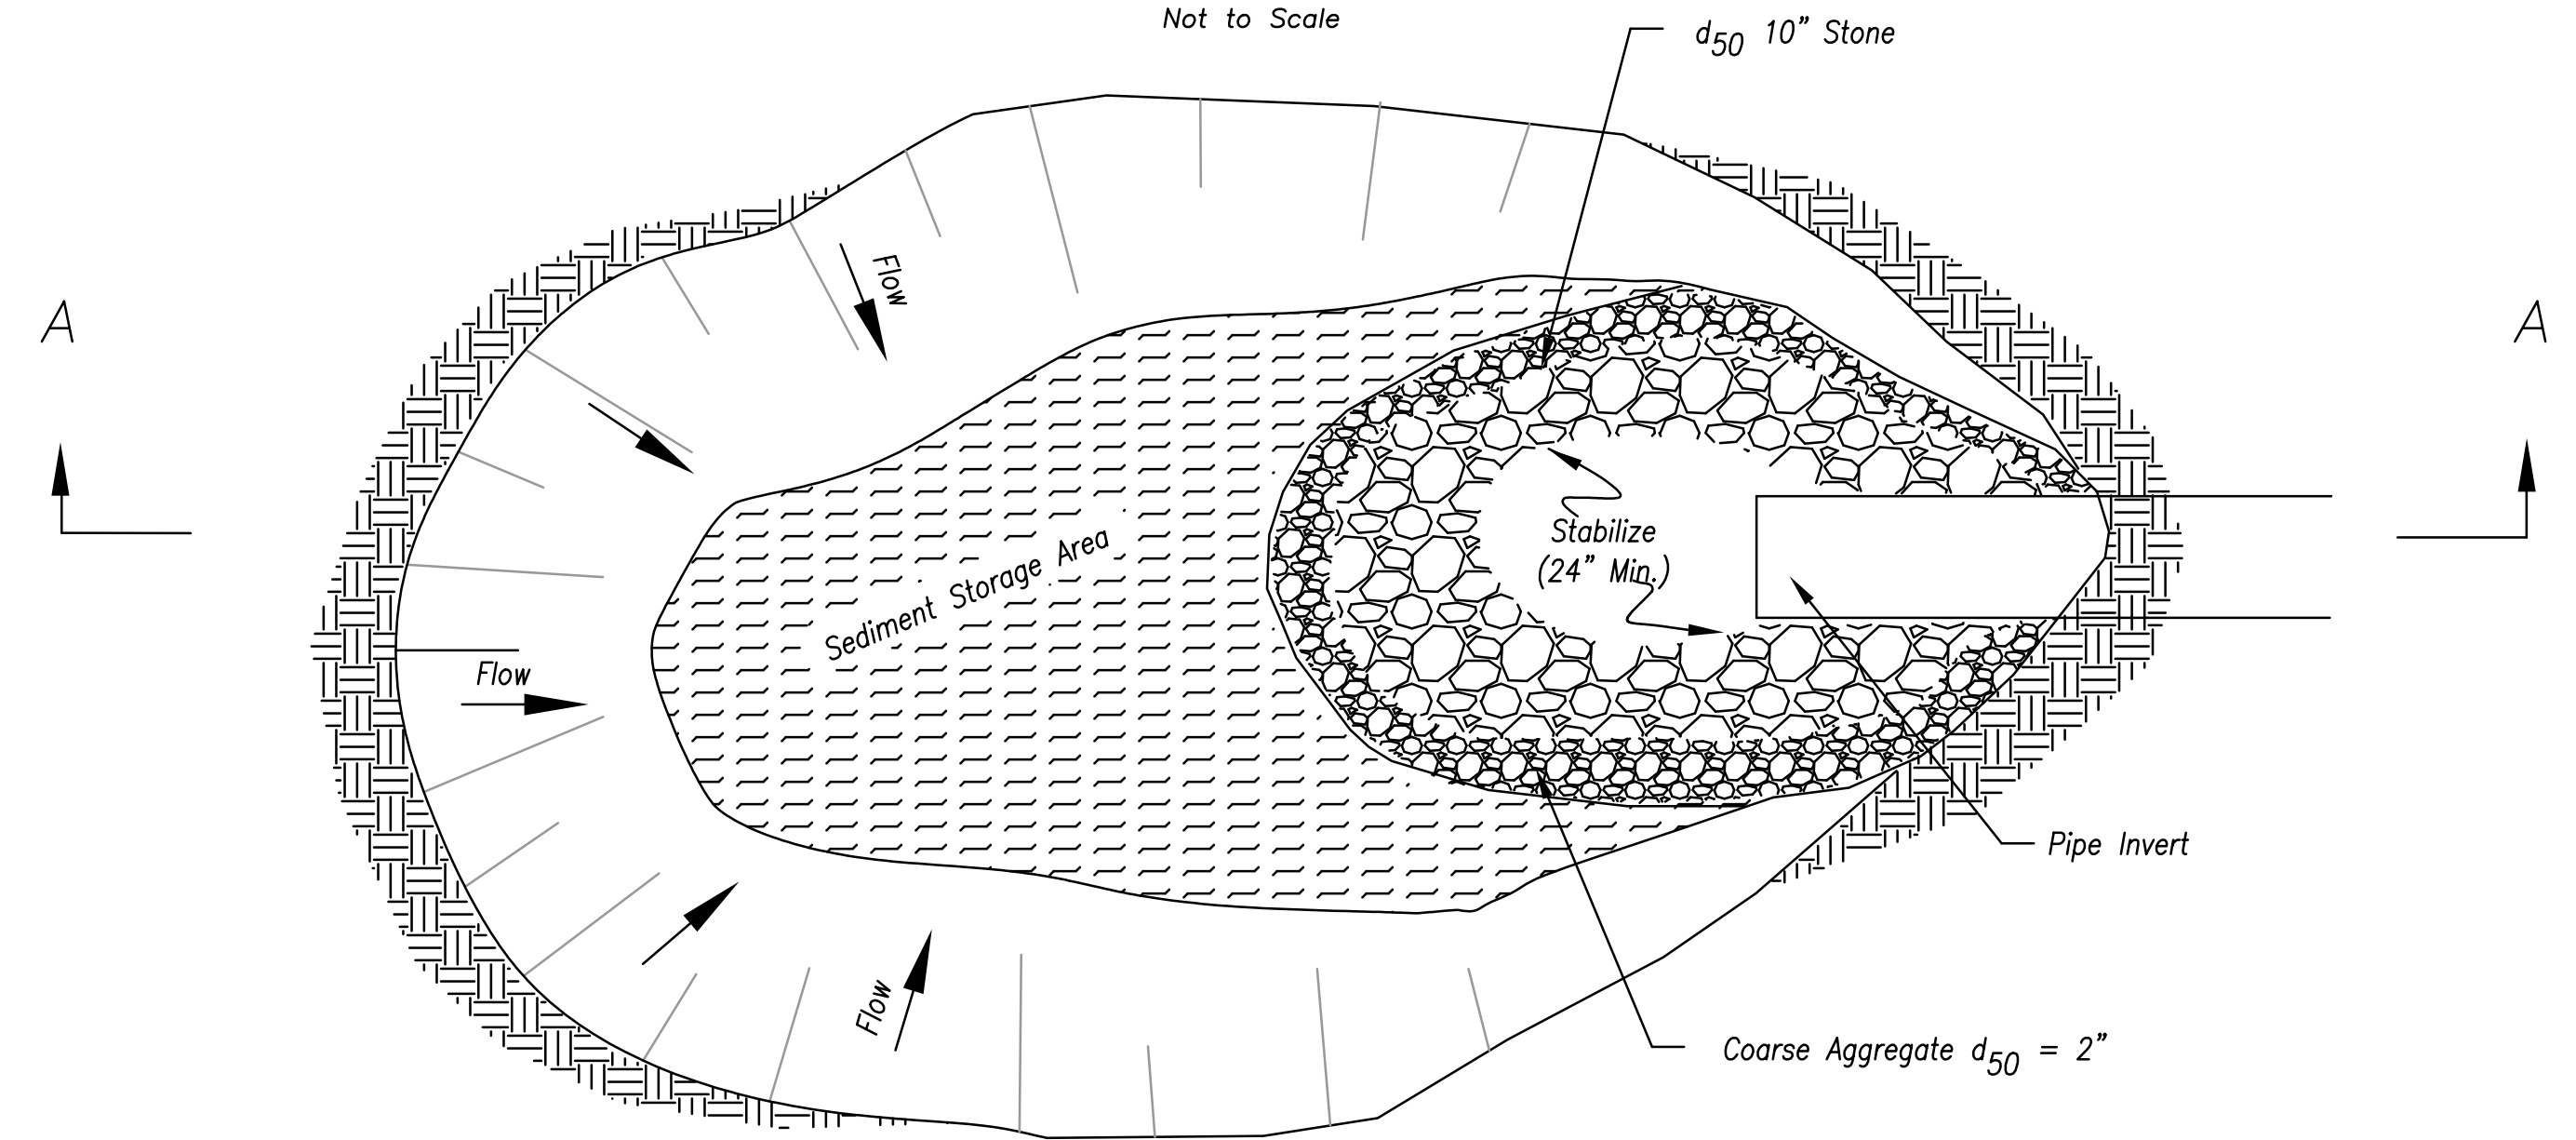 Not to Scale
d50 10" Stone
Flow
A
A
Stabilize
(24" Min.)
Sediment Storage Area
Flow
Pipe Invert
Flow
Coarse Aggregate d50 = 2"